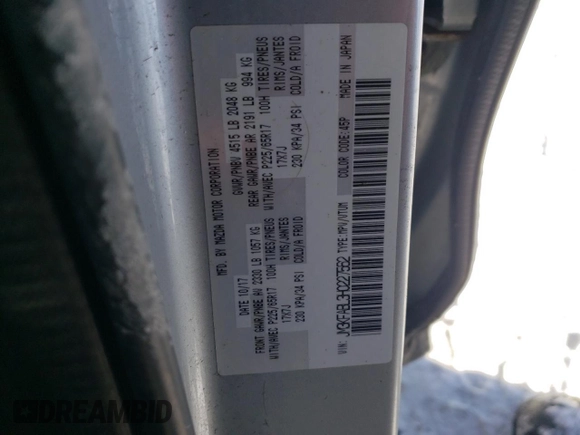 MFD. BY MAZDA MOTOR CORPORATION
DATE: 10/17
GVWR/PNBV 4515 LB 2048 KG
FRONT GAWR/PNBE AV 2330 LB 1057 KG
REAR GAWR/PNBE AR 2191 LB 994 KG
WITH/AVEC P225/65R17 100H TIRES/PNEUS
WITH/AVEC P225/65R17 100H TIRES/PNEUS
17X7J RIMS/JANTES
17X7J RIMS/JANTES
230 KPA/34 PSI COLD/A FROID
230 KPA/34 PSI COLD/A FROID
VIN:
TYPE:MPV/VTUM
COLOR CODE:45P
MADE IN JAPAN
DREAMBID